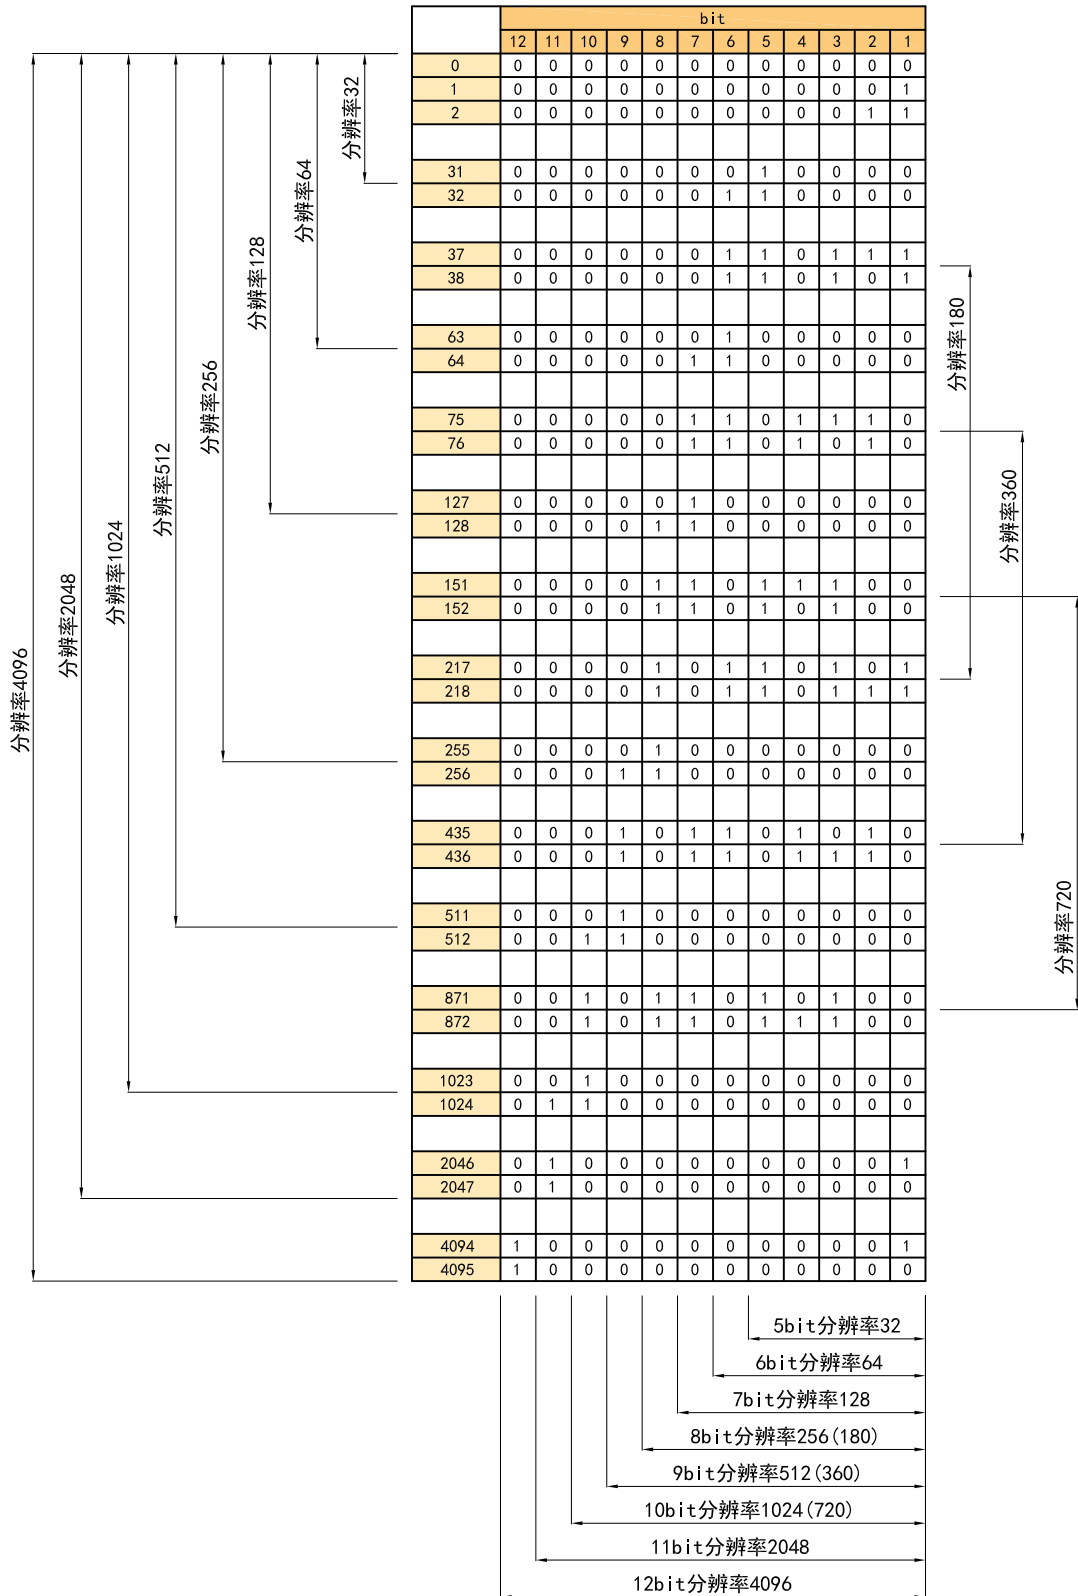 bit
12 11 10 9 8 7 6 5 4 3 2 1
0 0 0 0 0 0 0 0 0 0 0 0 0
1 0 0 0 0 0 0 0 0 0 0 0 1
2 0 0 0 0 0 0 0 0 0 0 1 1
31 0 0 0 0 0 0 0 1 0 0 0 0
32 0 0 0 0 0 0 1 1 0 0 0 0
37 0 0 0 0 0 0 1 1 0 1 1 1
38 0 0 0 0 0 0 1 1 0 1 0 1
63 0 0 0 0 0 0 1 0 0 0 0 0
64 0 0 0 0 0 1 1 0 0 0 0 0
75 0 0 0 0 0 1 1 0 1 1 1 0
76 0 0 0 0 0 1 1 0 1 0 1 0
127 0 0 0 0 0 1 0 0 0 0 0 0
128 0 0 0 0 1 1 0 0 0 0 0 0
151 0 0 0 0 1 1 0 1 1 1 0 0
152 0 0 0 0 1 1 0 1 0 1 0 0
217 0 0 0 0 1 0 1 1 0 1 0 1
218 0 0 0 0 1 0 1 1 0 1 1 1
255 0 0 0 0 1 0 0 0 0 0 0 0
256 0 0 0 1 1 0 0 0 0 0 0 0
435 0 0 0 1 0 1 1 0 1 0 1 0
436 0 0 0 1 0 1 1 0 1 1 1 0
511 0 0 0 1 0 0 0 0 0 0 0 0
512 0 0 1 1 0 0 0 0 0 0 0 0
871 0 0 1 0 1 1 0 1 0 1 0 0
872 0 0 1 0 1 1 0 1 1 1 0 0
1023 0 0 1 0 0 0 0 0 0 0 0 0
1024 0 1 1 0 0 0 0 0 0 0 0 0
2046 0 1 0 0 0 0 0 0 0 0 0 1
2047 0 1 0 0 0 0 0 0 0 0 0 0
4094 1 0 0 0 0 0 0 0 0 0 0 1
4095 1 0 0 0 0 0 0 0 0 0 0 0
分辨率4096
分辨率2048
分辨率1024
分辨率512
分辨率256
分辨率128
分辨率64
分辨率32
分辨率180
分辨率360
分辨率720
5bit分辨率32
6bit分辨率64
7bit分辨率128
8bit分辨率256(180)
9bit分辨率512(360)
10bit分辨率1024(720)
11bit分辨率2048
12bit分辨率4096